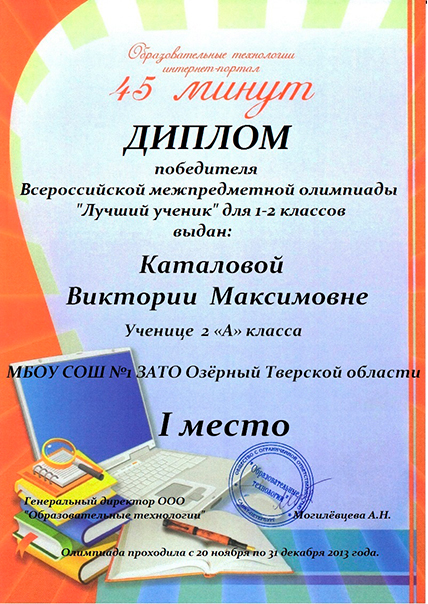 Образовательные технологии
интернет-портал
45 минут
ДИПЛОМ
победителя
Всероссийской межпредметной олимпиады
"Лучший ученик" для 1-2 классов
выдан:
Каталовой
Виктории Максимовне
Ученице 2 «А» класса
МБОУ СОШ №1 ЗАТО Озёрный Тверской области
I место
"Образовательные
технологии"
Генеральный директор ООО
"Образовательные технологии"
Могилёвцева А.Н.
Олимпиада проходила с 20 ноября по 31 декабря 2013 года.